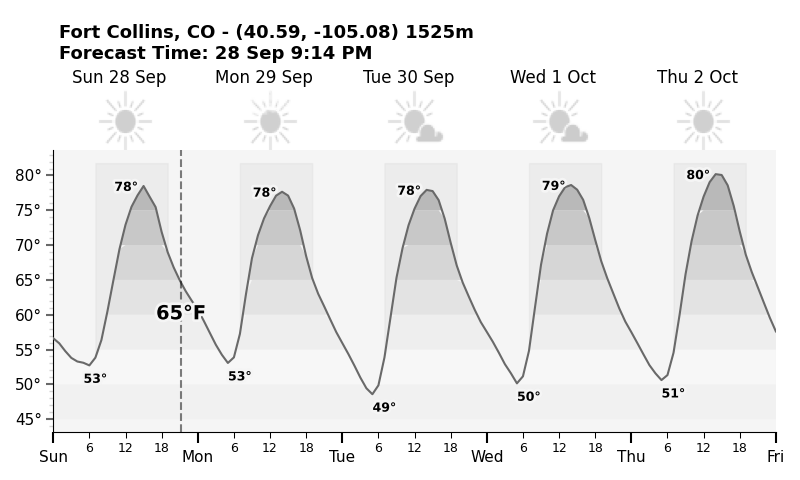 Fort Collins, CO - (40.59, -105.08) 1525m
Forecast Time: 28 Sep 9:14 PM
Sun 28 Sep Mon 29 Sep Tue 30 Sep Wed 1 Oct Thu 2 Oct
80°
75°
70°
65°
60°
55°
50°
45°
78° 78° 78° 79° 80°
65°F
53° 53° 49° 50° 51°
6 12 18 6 12 18 6 12 18 6 12 18 6 12 18
Sun Mon Tue Wed Thu Fri